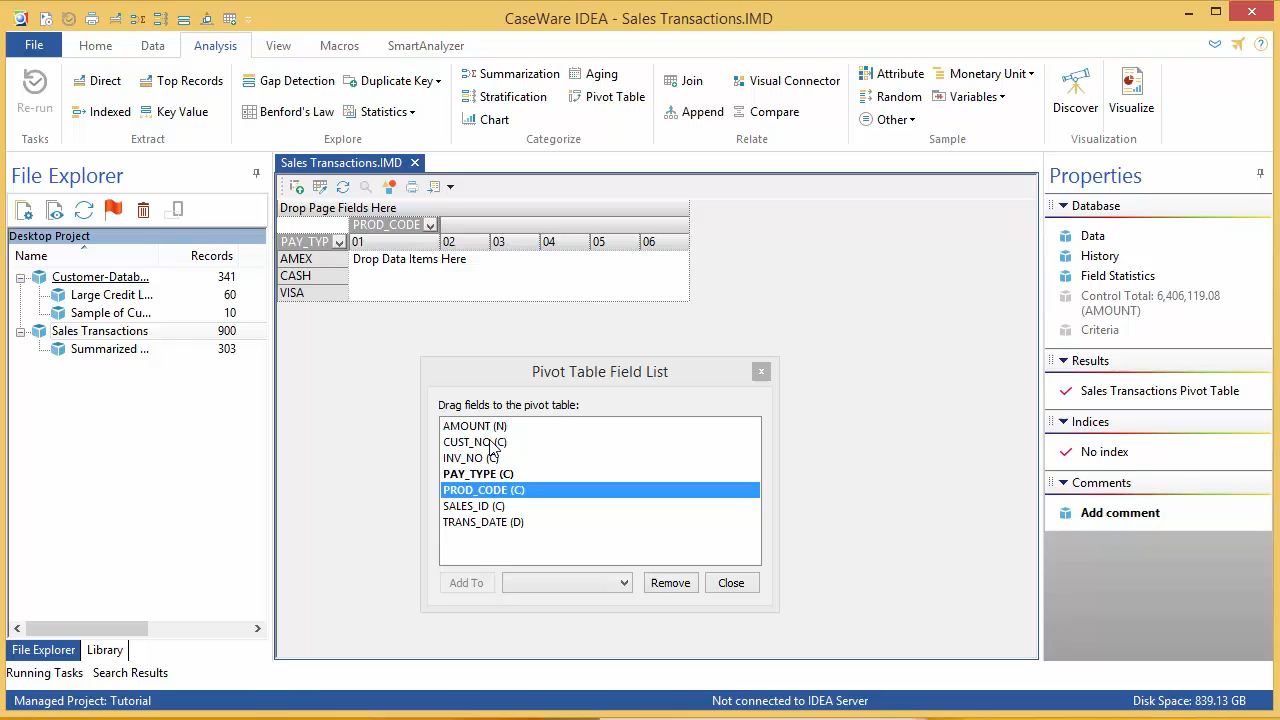 CaseWare IDEA - Sales Transactions.IMD
File Home Data Analysis View Macros SmartAnalyzer
Re-run
Tasks
Direct Top Records
Indexed Key Value
Extract
Gap Detection Duplicate Key
Benford's Law Statistics
Explore
Summarization Aging
Stratification Pivot Table
Chart
Categorize
Join Visual Connector
Append Compare
Relate
Attribute Monetary Unit
Random Variables
Other
Sample
Discover Visualize
Visualization
File Explorer
Desktop Project
Name Records
Customer-Datab... 341
Large Credit L... 60
Sample of Cu... 10
Sales Transactions 900
Summarized ... 303
File Explorer Library
Running Tasks Search Results
Sales Transactions.IMD
Drop Page Fields Here
PROD_CODE
PAY_TYP 01 02 03 04 05 06
AMEX Drop Data Items Here
CASH
VISA
Pivot Table Field List
Drag fields to the pivot table:
AMOUNT (N)
CUST_NO (C)
INV_NO (C)
PAY_TYPE (C)
PROD_CODE (C)
SALES_ID (C)
TRANS_DATE (D)
Add To Remove Close
Properties
Database
Data
History
Field Statistics
Control Total: 6,406,119.08
(AMOUNT)
Criteria
Results
Sales Transactions Pivot Table
Indices
No index
Comments
Add comment
Managed Project: Tutorial Not connected to IDEA Server Disk Space: 839.13 GB